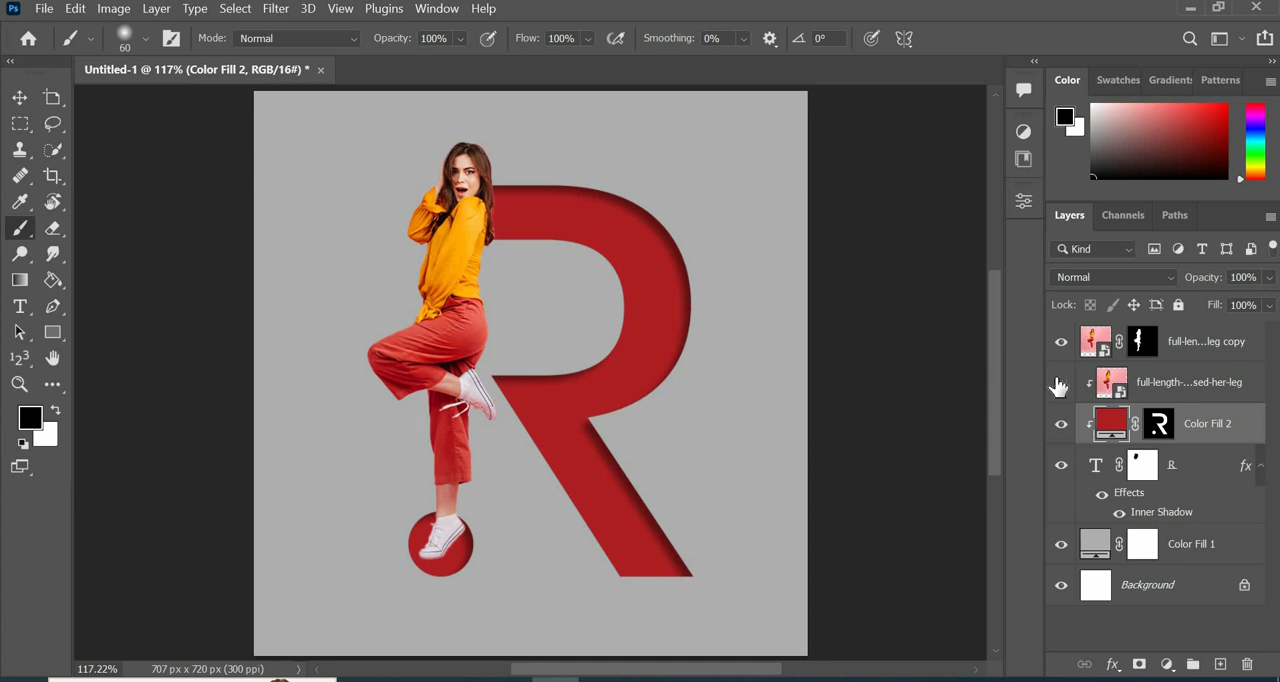 Ps File Edit Image Layer Type Select Filter 3D View Plugins Window Help
60 Mode: Normal Opacity: 100% Flow: 100% Smoothing: 0% 0°
Untitled-1 @ 117% (Color Fill 2, RGB/16#) * ×
Color Swatches Gradients Patterns
Layers Channels Paths
Kind
Normal Opacity: 100%
Lock: Fill: 100%
full-len...leg copy
full-length-...sed-her-leg
Color Fill 2
T R fx
Effects
Inner Shadow
Color Fill 1
Background
R
117.22% 707 px x 720 px (300 ppi)
fx